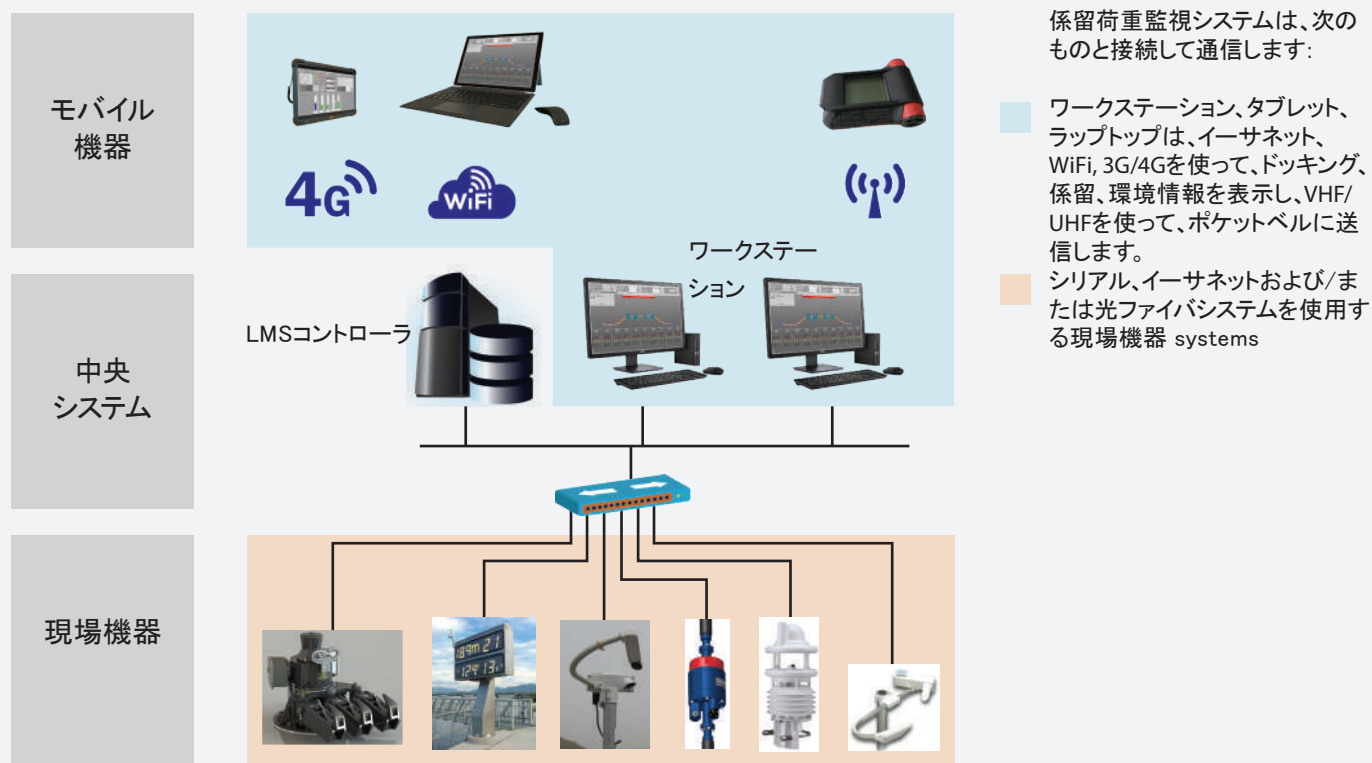 モバイル
機器
4G
WiFi
ワークステー
ション
LMSコントローラ
中央
システム
現場機器
189m 21
係留荷重監視システムは、次の
ものと接続して通信します:
ワークステーション、タブレット、
ラップトップは、イーサネット、
WiFi, 3G/4Gを使って、ドッキング、
係留、環境情報を表示し、VHF/
UHFを使って、ポケットベルに送
信します。
シリアル、イーサネットおよび/ま
たは光ファイバシステムを使用す
る現場機器 systems